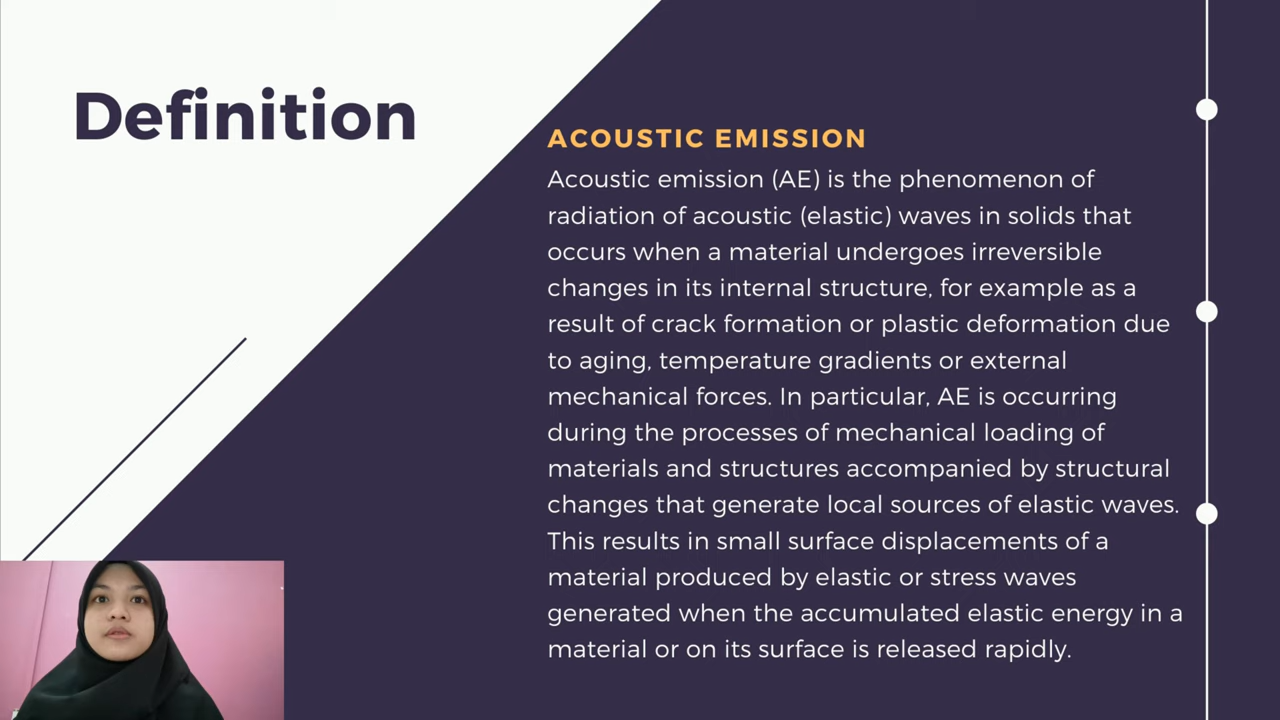 Definition
ACOUSTIC EMISSION
Acoustic emission (AE) is the phenomenon of
radiation of acoustic (elastic) waves in solids that
occurs when a material undergoes irreversible
changes in its internal structure, for example as a
result of crack formation or plastic deformation due
to aging, temperature gradients or external
mechanical forces. In particular, AE is occurring
during the processes of mechanical loading of
materials and structures accompanied by structural
changes that generate local sources of elastic waves.
This results in small surface displacements of a
material produced by elastic or stress waves
generated when the accumulated elastic energy in a
material or on its surface is released rapidly.